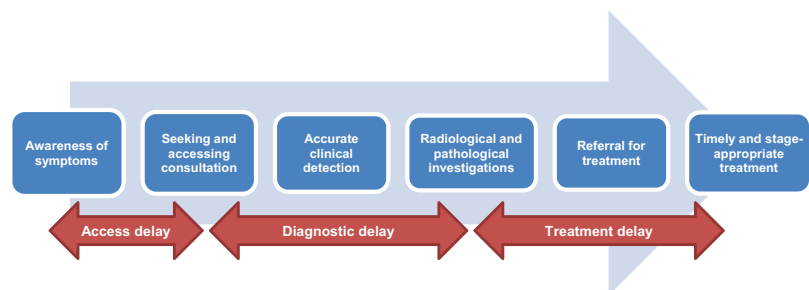 Awareness of
symptoms
Seeking and
accessing
consultation
Accurate
clinical
detection
Radiological and
pathological
investigations
Referral for
treatment
Timely and stage-
appropriate
treatment
Access delay
Diagnostic delay
Treatment delay